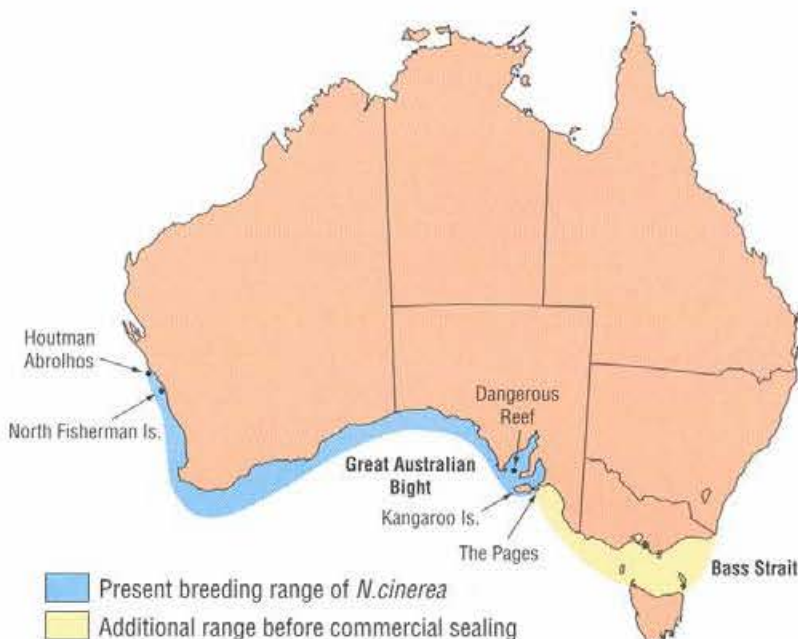 Houtman
Abrolhos
North Fisherman Is.
Dangerous
Reef
Great Australian
Bight
Kangaroo Is.
The Pages
Bass Strait
Present breeding range of N.cinerea
Additional range before commercial sealing